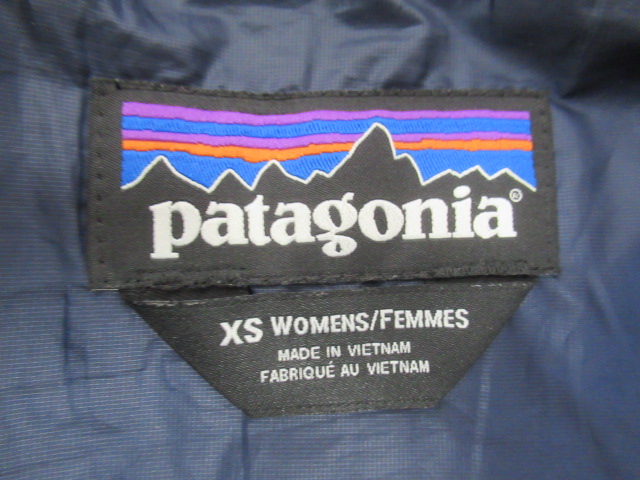 patagonia®
XS WOMENS/FEMMES
MADE IN VIETNAM
FABRIQUÉ AU VIETNAM